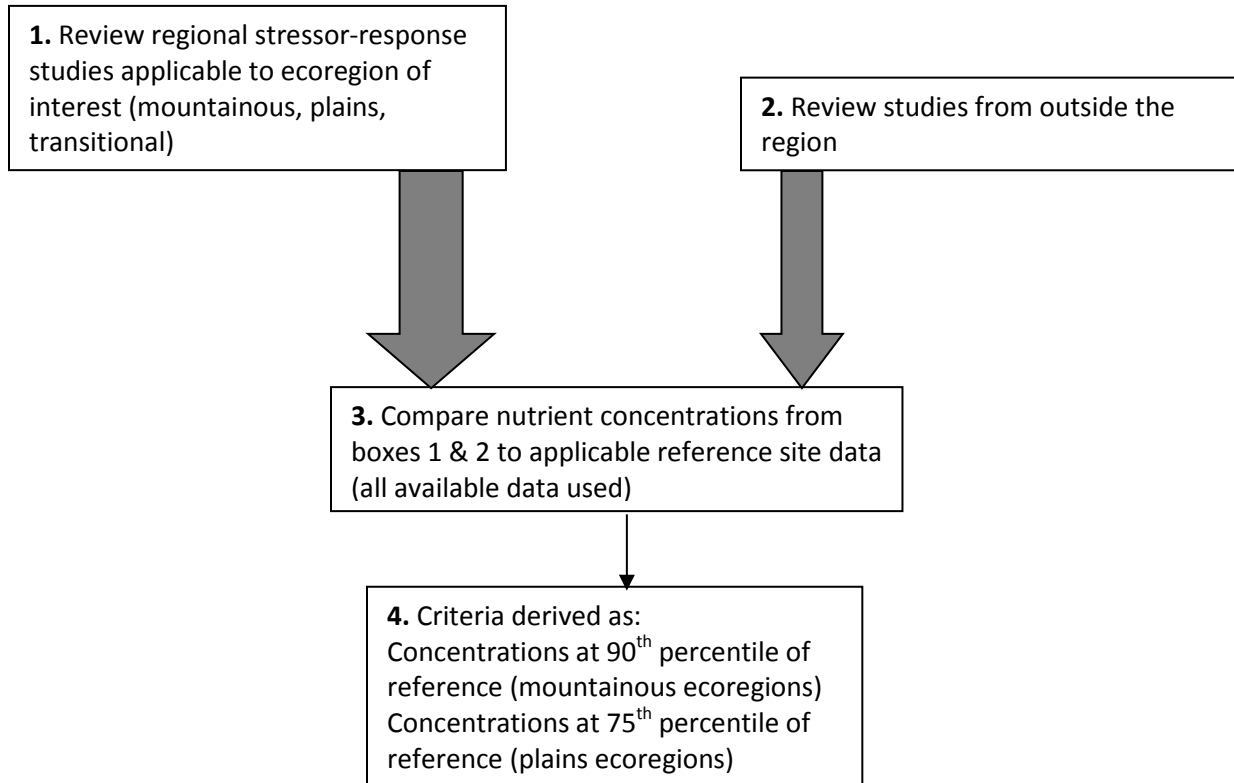 1. Review regional stressor-response
studies applicable to ecoregion of
interest (mountainous, plains,
transitional)
2. Review studies from outside the
region
3. Compare nutrient concentrations from
boxes 1 & 2 to applicable reference site data
(all available data used)
4. Criteria derived as:
Concentrations at 90th percentile of
reference (mountainous ecoregions)
Concentrations at 75th percentile of
reference (plains ecoregions)